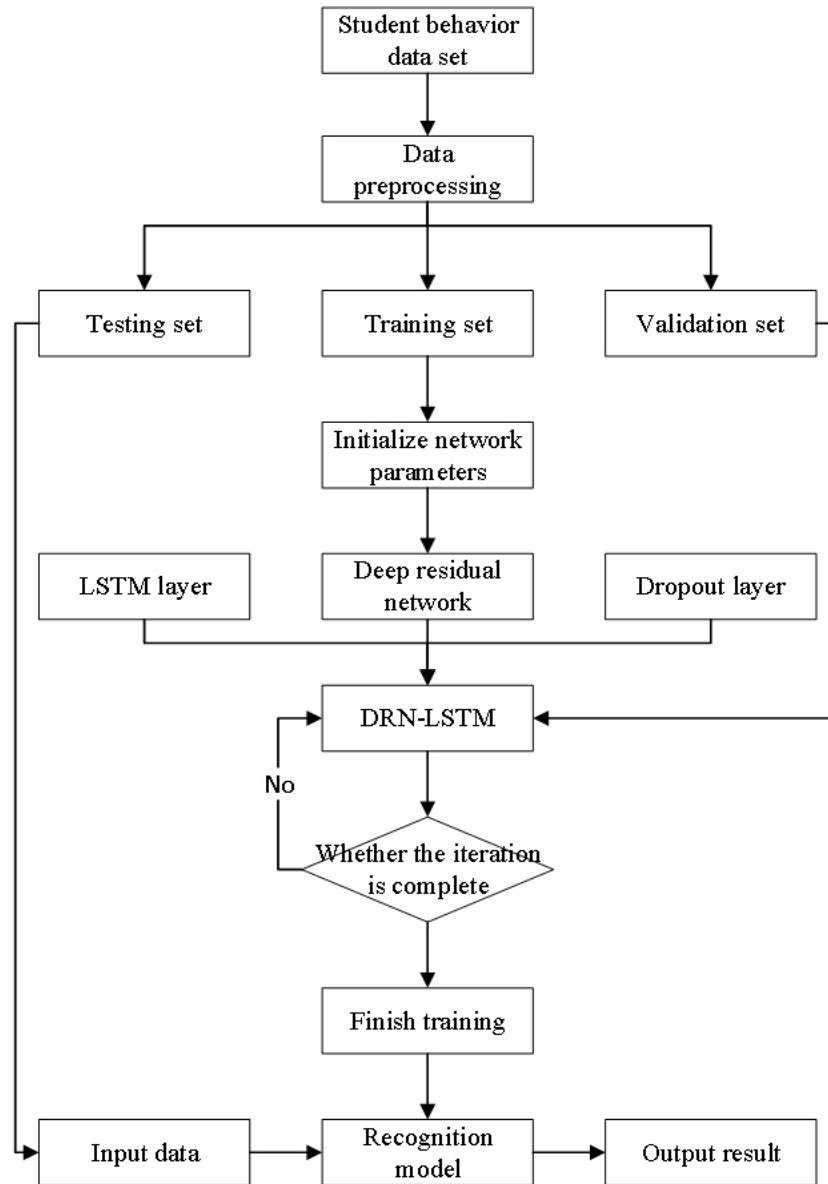 Student behavior
data set
Data
preprocessing
Testing set
Training set
Validation set
Initialize network
parameters
LSTM layer
Deep residual
network
Dropout layer
DRN-LSTM
No
Whether the iteration
is complete
Finish training
Input data
Recognition
model
Output result